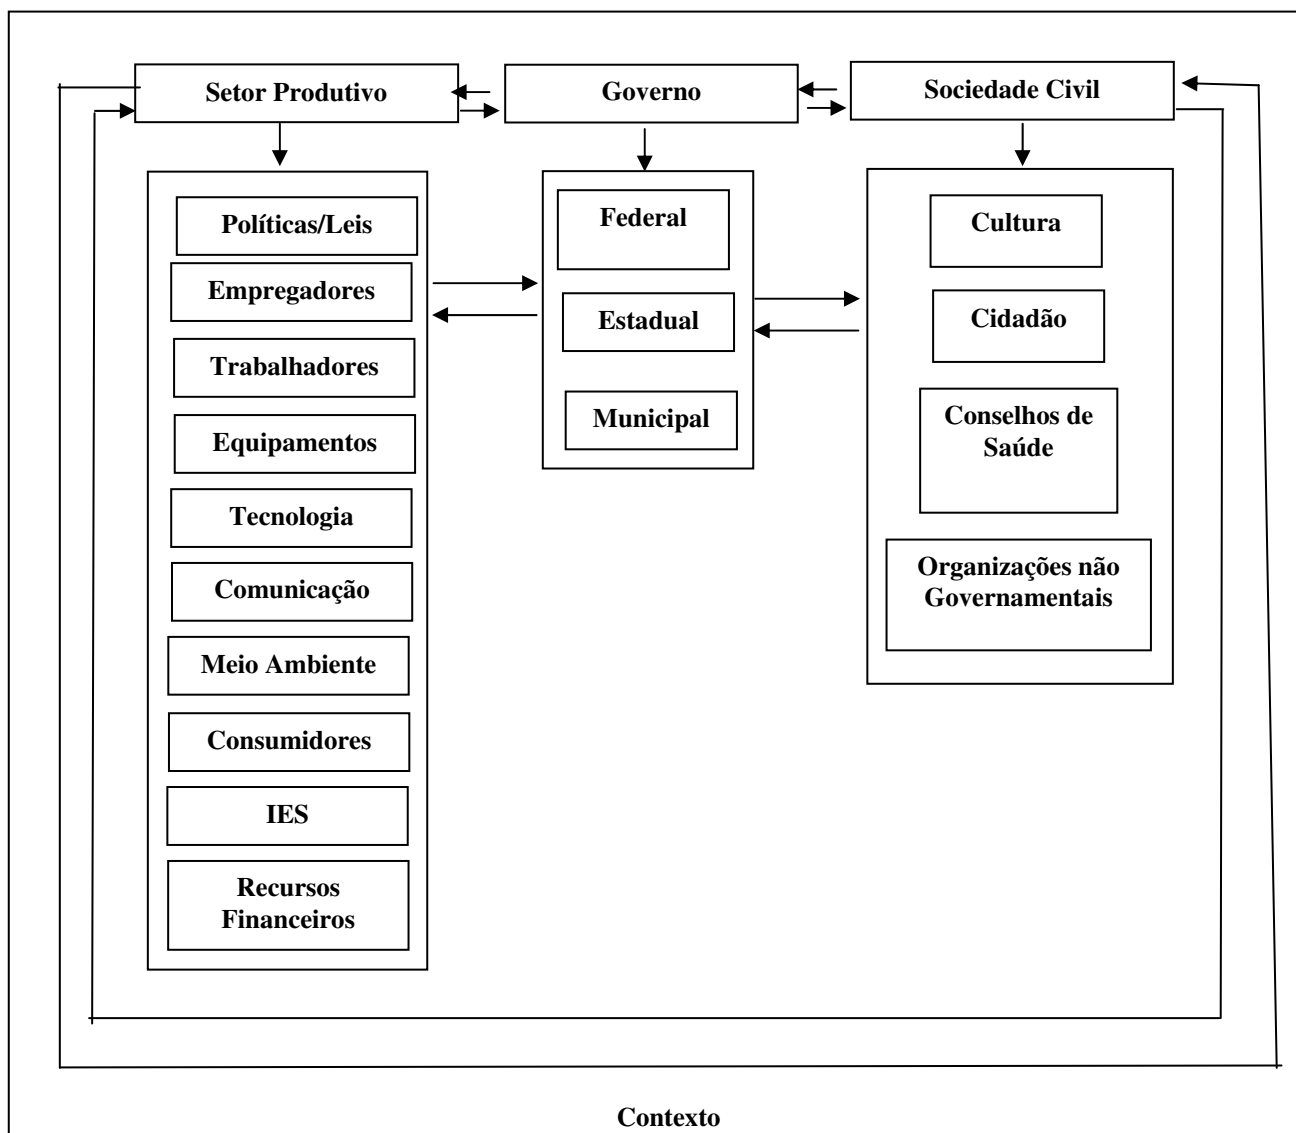 Setor Produtivo
Governo
Sociedade Civil
Políticas/Leis
Empregadores
Trabalhadores
Equipamentos
Tecnologia
Comunicação
Meio Ambiente
Consumidores
IES
Recursos
Financeiros
Federal
Estadual
Municipal
Cultura
Cidadão
Conselhos de
Saúde
Organizações não
Governamentais
Contexto